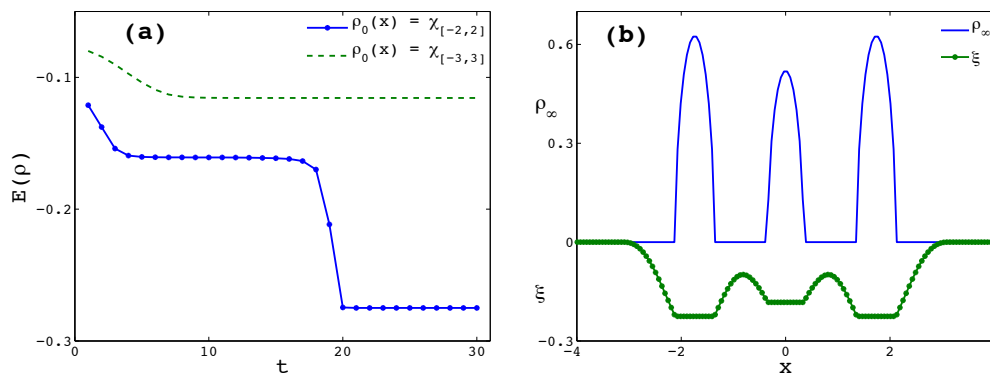 (a)
ρ₀(x) = χ[-2,2]
ρ₀(x) = χ[-3,3]
−0.1
−0.2
−0.3
E(ρ)
0
10
20
30
t
(b)
ρ∞
ξ
0.6
ρ∞
0.3
0
ξ
−0.3
−4
−2
0
2
x